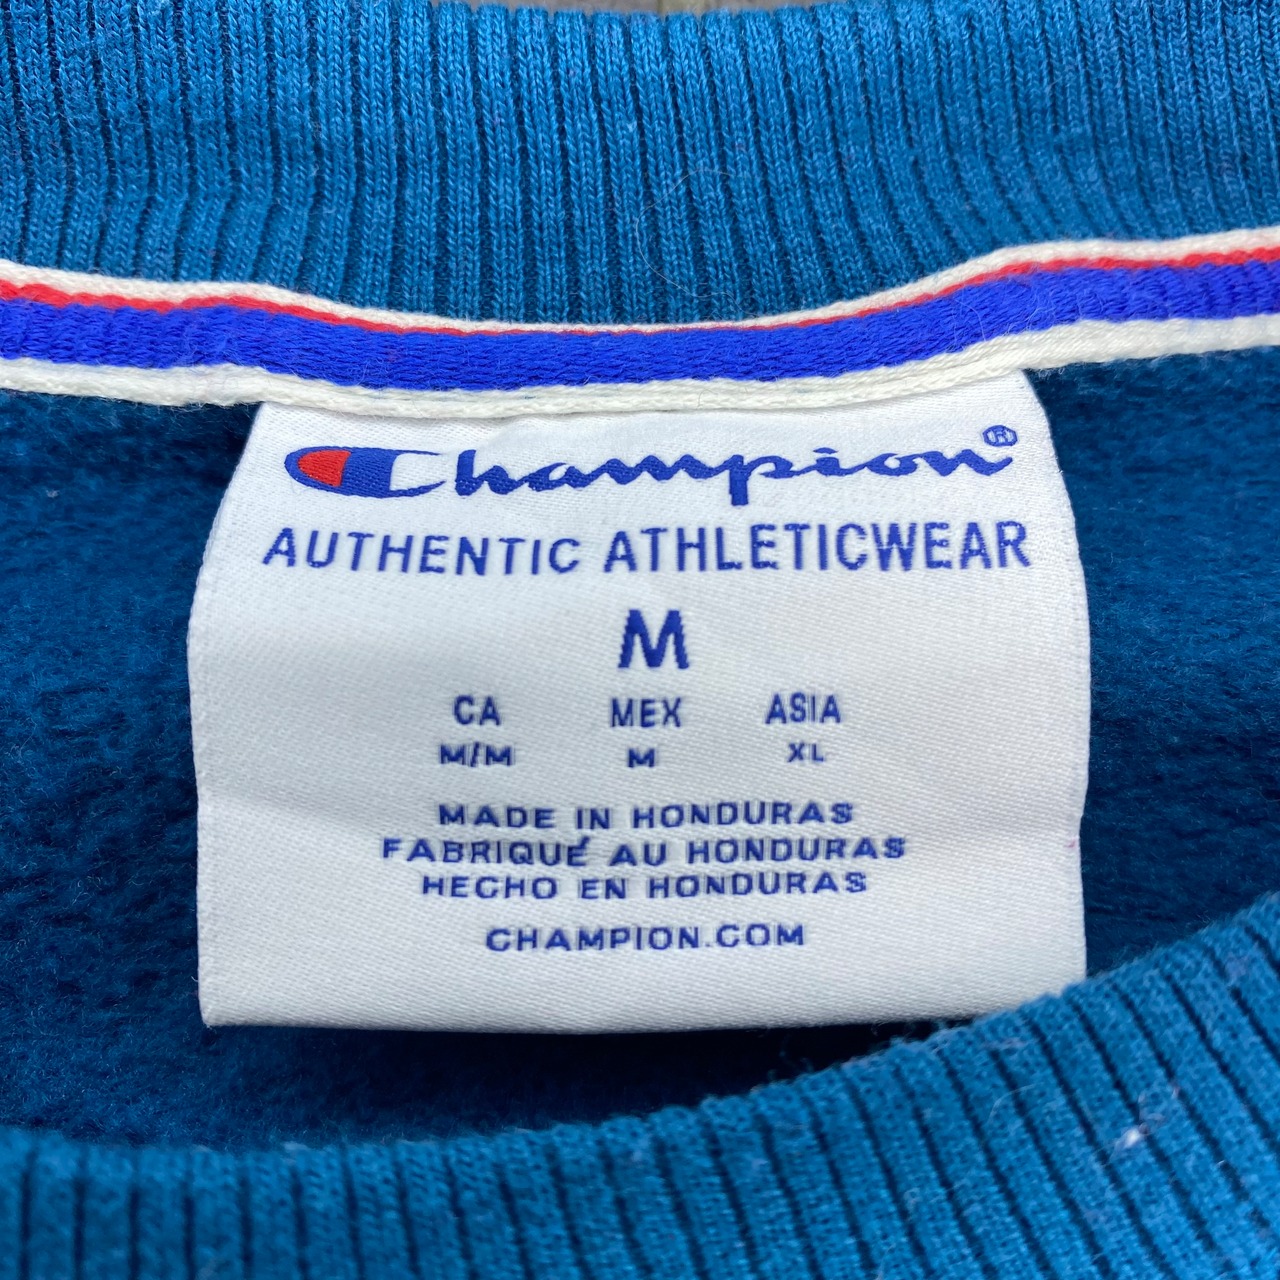 Champion®
AUTHENTIC ATHLETICWEAR
M
CA MEX ASIA
M/M M XL
MADE IN HONDURAS
FABRIQUÉ AU HONDURAS
HECHO EN HONDURAS
CHAMPION.COM